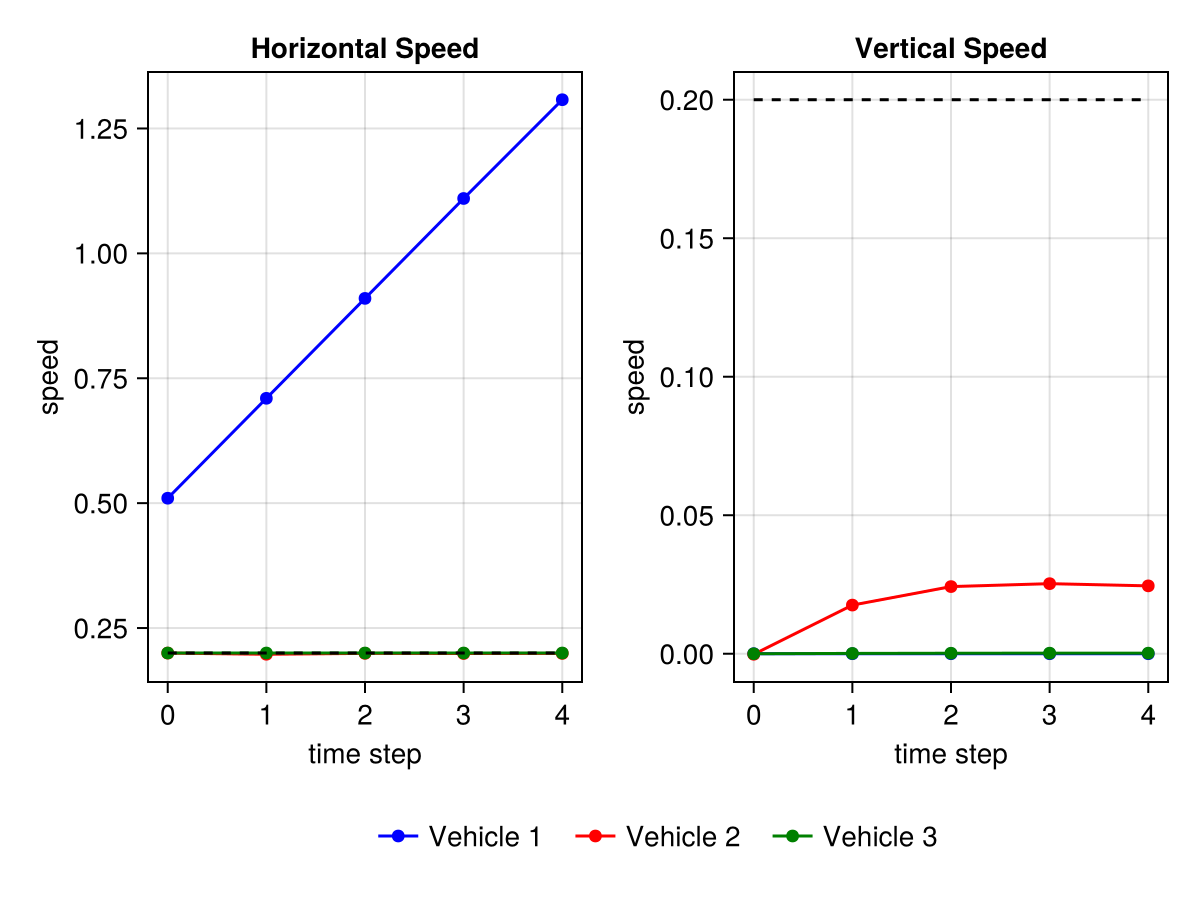 Horizontal Speed
speed
1.25
1.00
0.75
0.50
0.25
0 1 2 3 4
time step
Vertical Speed
speed
0.20
0.15
0.10
0.05
0.00
0 1 2 3 4
time step
Vehicle 1 Vehicle 2 Vehicle 3